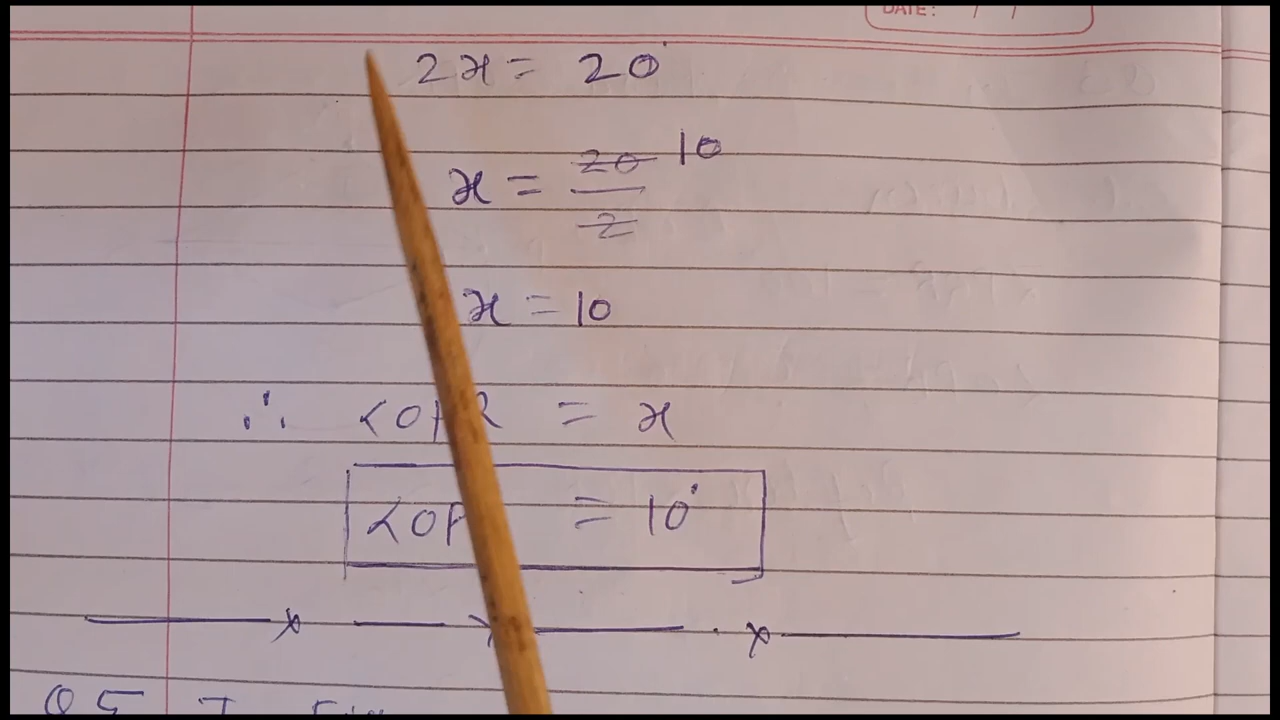 DATE: / /
2x = 20°
x = 20/2 10
x = 10
∴ ∠OPR = x
∠OP = 10°
Q5